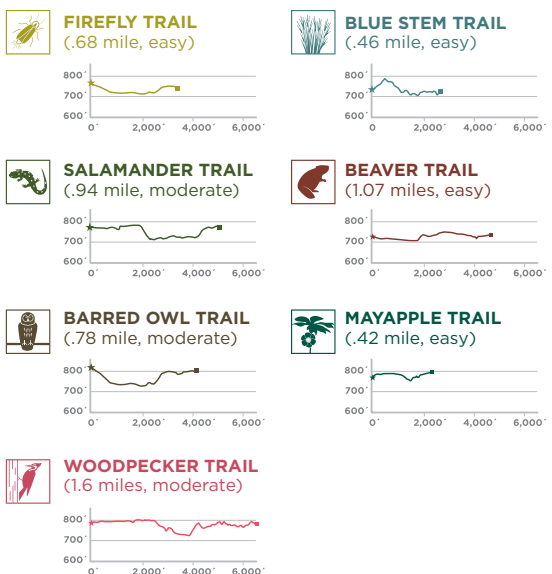 FIREFLY TRAIL
(.68 mile, easy)
800´
700´
600´
0´ 2,000´ 4,000´ 6,000´
BLUE STEM TRAIL
(.46 mile, easy)
800´
700´
600´
0´ 2,000´ 4,000´ 6,000´
SALAMANDER TRAIL
(.94 mile, moderate)
800´
700´
600´
0´ 2,000´ 4,000´ 6,000´
BEAVER TRAIL
(1.07 miles, easy)
800´
700´
600´
0´ 2,000´ 4,000´ 6,000´
BARRED OWL TRAIL
(.78 mile, moderate)
800´
700´
600´
0´ 2,000´ 4,000´ 6,000´
MAYAPPLE TRAIL
(.42 mile, easy)
800´
700´
600´
0´ 2,000´ 4,000´ 6,000´
WOODPECKER TRAIL
(1.6 miles, moderate)
800´
700´
600´
0´ 2,000´ 4,000´ 6,000´